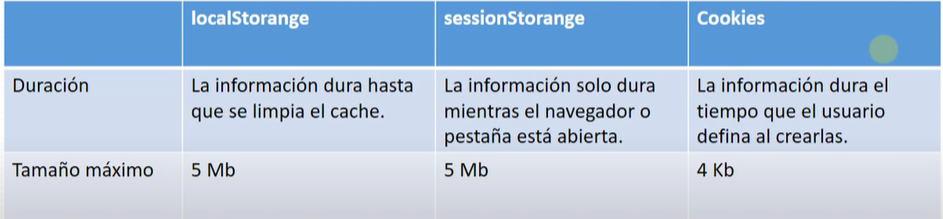 localStorange
sessionStorange
Cookies
Duración
La información dura hasta
que se limpia el cache.
La información solo dura
mientras el navegador o
pestaña está abierta.
La información dura el
tiempo que el usuario
defina al crearlas.
Tamaño máximo
5 Mb
5 Mb
4 Kb